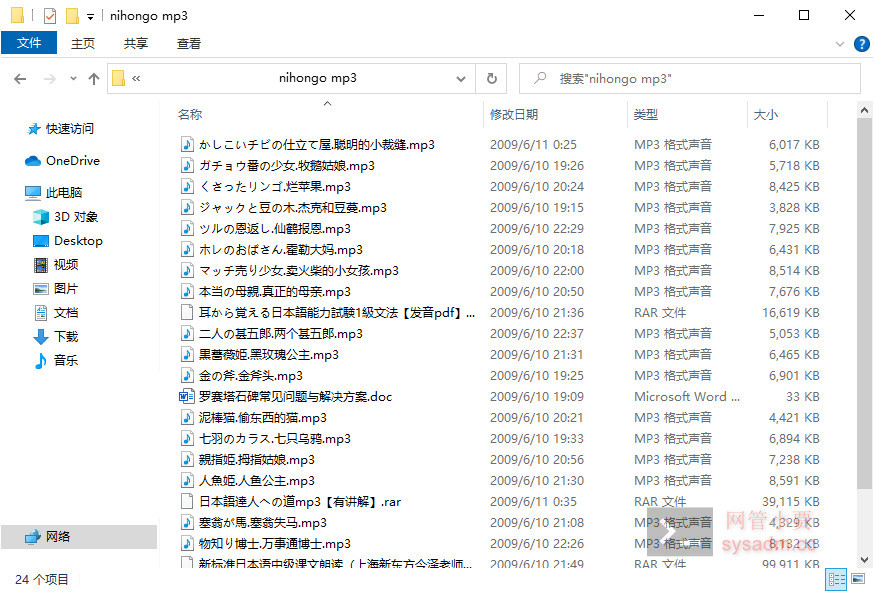 nihongo mp3
文件 主页 共享 查看
« nihongo mp3 搜索"nihongo mp3"
名称 修改日期 类型 大小
快速访问
OneDrive
此电脑
3D 对象
Desktop
视频
图片
文档
下载
音乐
网络
かしこいチビの仕立て屋.聪明的小裁缝.mp3 2009/6/11 0:25 MP3 格式声音 6,017 KB
ガチョウ番の少女.牧鹅姑娘.mp3 2009/6/10 19:26 MP3 格式声音 5,718 KB
くさったリンゴ.烂苹果.mp3 2009/6/10 20:24 MP3 格式声音 8,425 KB
ジャックと豆の木.杰克和豆蔓.mp3 2009/6/10 19:15 MP3 格式声音 3,828 KB
ツルの恩返し.仙鹤报恩.mp3 2009/6/10 22:29 MP3 格式声音 7,925 KB
ホレのおばさん.霍勒大妈.mp3 2009/6/10 20:18 MP3 格式声音 6,431 KB
マッチ売り少女.卖火柴的小女孩.mp3 2009/6/10 22:00 MP3 格式声音 8,514 KB
本当の母親.真正的母亲.mp3 2009/6/10 20:50 MP3 格式声音 7,676 KB
耳から覚える日本語能力試験1級文法【发音pdf】... 2009/6/10 21:36 RAR 文件 16,619 KB
二人の甚五郎.两个甚五郎.mp3 2009/6/10 22:37 MP3 格式声音 5,053 KB
黒薔薇姫.黑玫瑰公主.mp3 2009/6/10 21:31 MP3 格式声音 6,465 KB
金の斧.金斧头.mp3 2009/6/10 19:25 MP3 格式声音 6,901 KB
罗赛塔石碑常见问题与解决方案.doc 2009/6/10 19:09 Microsoft Word ... 33 KB
泥棒猫.偷东西的猫.mp3 2009/6/10 20:21 MP3 格式声音 4,421 KB
七羽のカラス.七只乌鸦.mp3 2009/6/10 19:33 MP3 格式声音 6,894 KB
親指姫.拇指姑娘.mp3 2009/6/10 20:56 MP3 格式声音 7,238 KB
人魚姫.人鱼公主.mp3 2009/6/10 21:30 MP3 格式声音 8,591 KB
日本語達人への道mp3【有讲解】.rar 2009/6/11 0:35 RAR 文件 39,115 KB
塞翁が馬.塞翁失马.mp3 2009/6/10 21:08 MP3 格式声音 4,329 KB
物知り博士.万事通博士.mp3 2009/6/10 22:26 MP3 格式声音 8,132 KB
新标准日本语中级课文朗读（上海新东方今泽老师... 2009/6/10 21:49 RAR 文件 99,911 KB
网管小贾
sysadm.cc
24 个项目